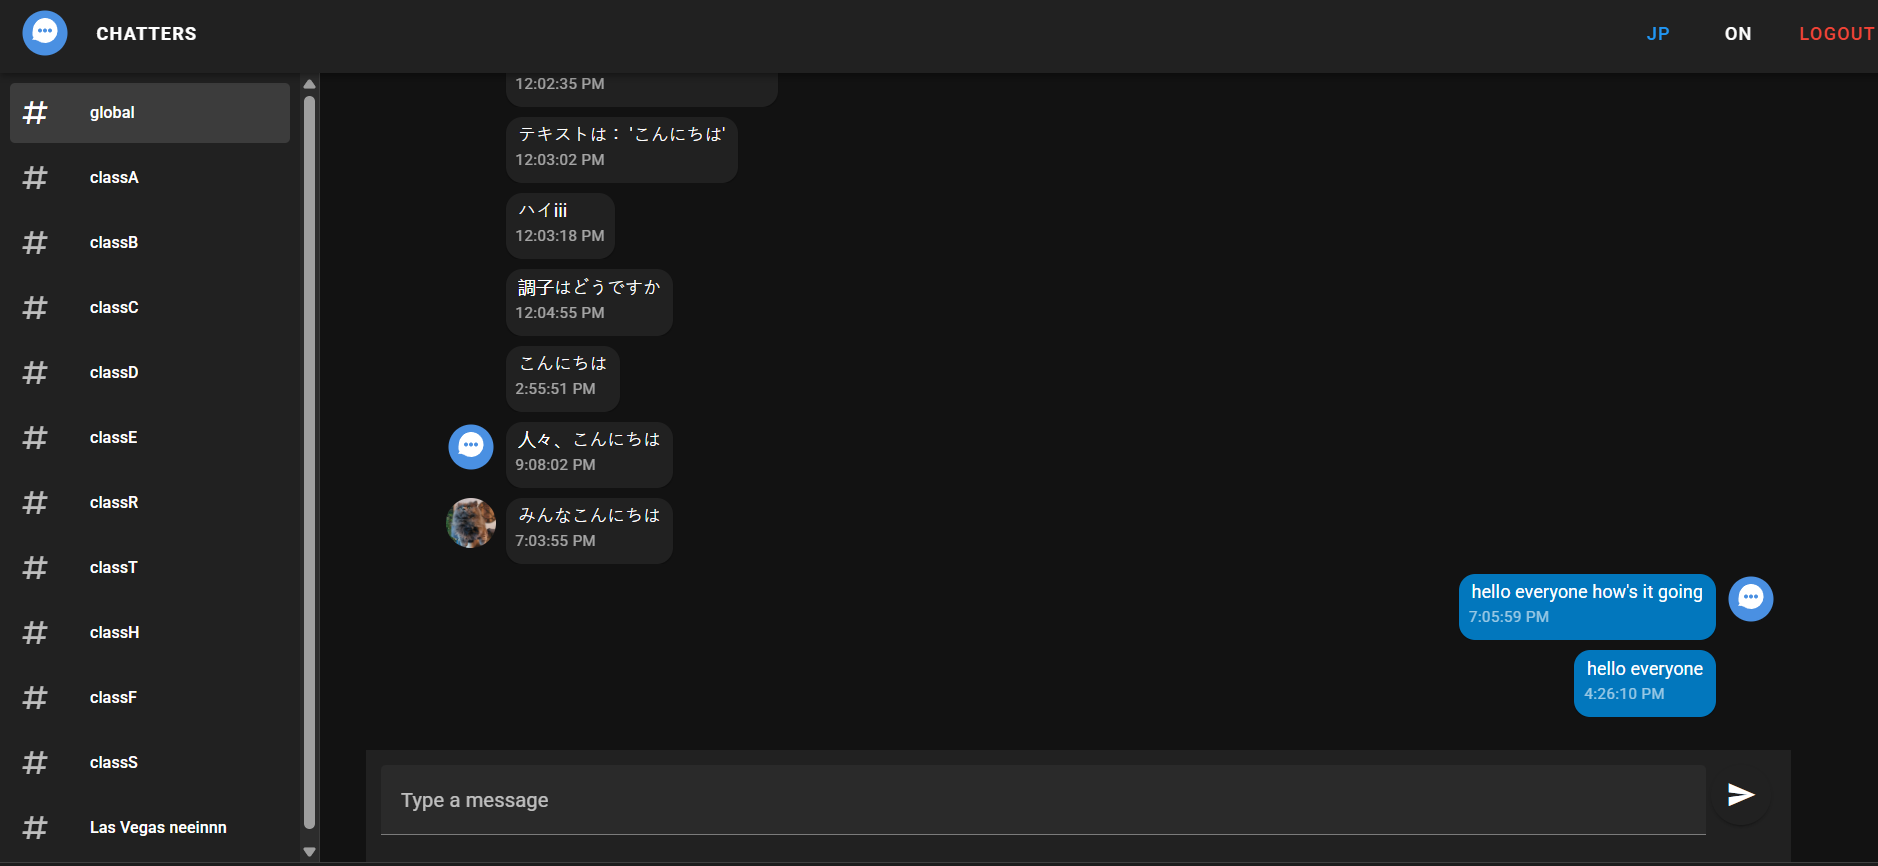 CHATTERS
JP
ON
LOGOUT
global
classA
classB
classC
classD
classE
classR
classT
classH
classF
classS
Las Vegas neeinnn
12:02:35 PM
テキストは： 'こんにちは'
12:03:02 PM
ハイiii
12:03:18 PM
調子はどうですか
12:04:55 PM
こんにちは
2:55:51 PM
人々、こんにちは
9:08:02 PM
みんなこんにちは
7:03:55 PM
hello everyone how's it going
7:05:59 PM
hello everyone
4:26:10 PM
Type a message